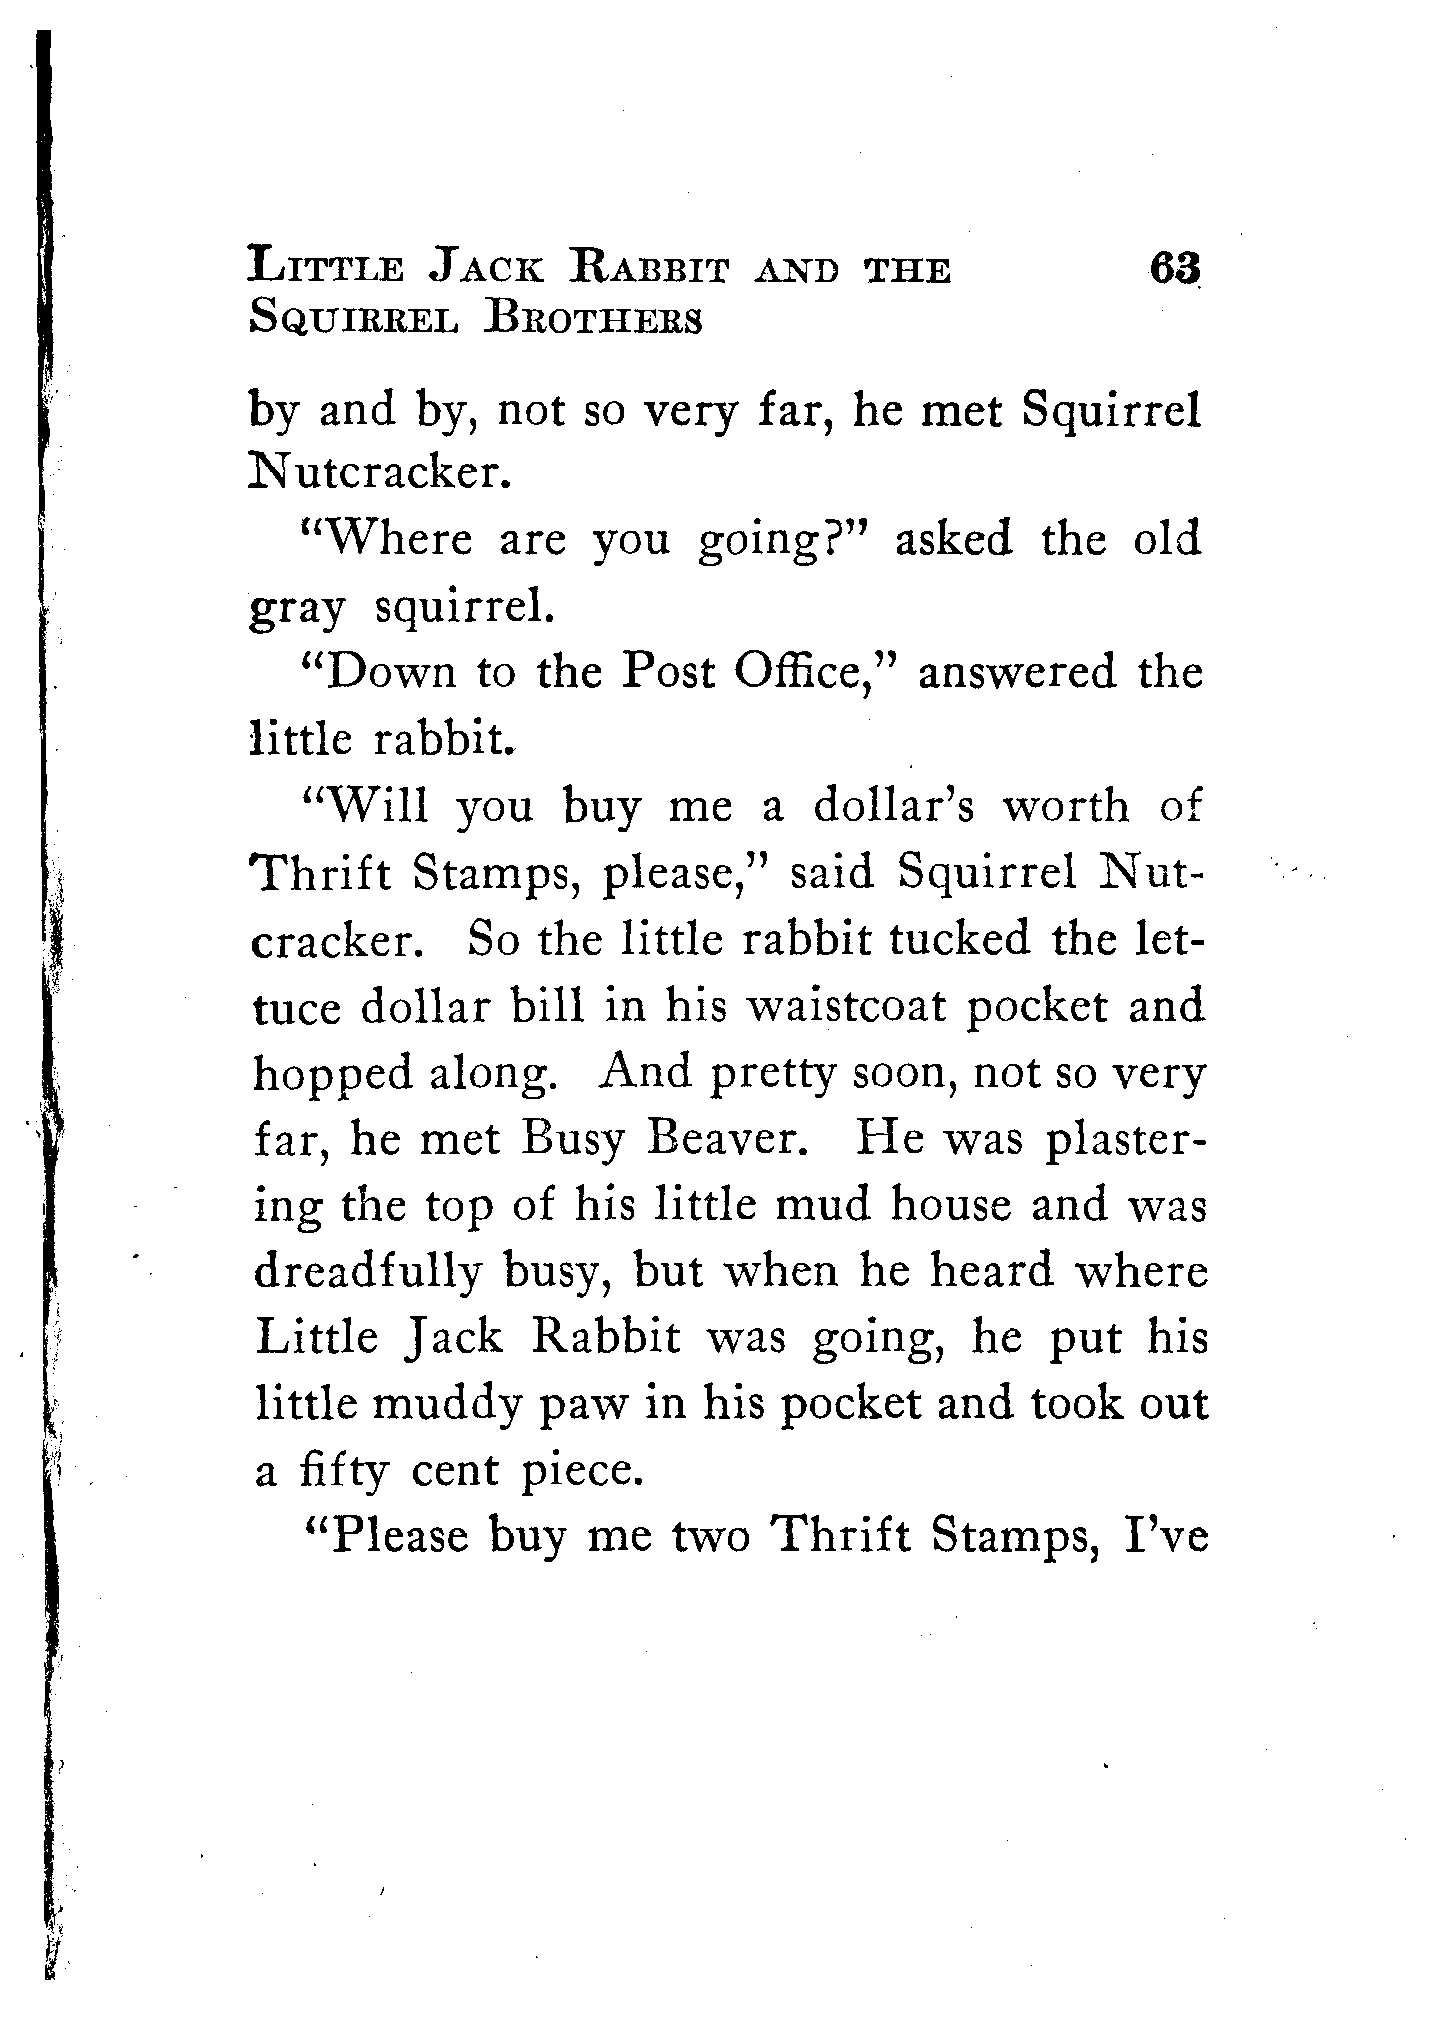 LITTLE JACK RABBIT AND THE 63
SQUIRREL BROTHERS
by and by, not so very far, he met Squirrel
Nutcracker.
"Where are you going?" asked the old
gray squirrel.
"Down to the Post Office," answered the
little rabbit.
"Will you buy me a dollar's worth of
Thrift Stamps, please," said Squirrel Nut-
cracker. So the little rabbit tucked the let-
tuce dollar bill in his waistcoat pocket and
hopped along. And pretty soon, not so very
far, he met Busy Beaver. He was plaster-
ing the top of his little mud house and was
dreadfully busy, but when he heard where
Little Jack Rabbit was going, he put his
little muddy paw in his pocket and took out
a fifty cent piece.
"Please buy me two Thrift Stamps, I've